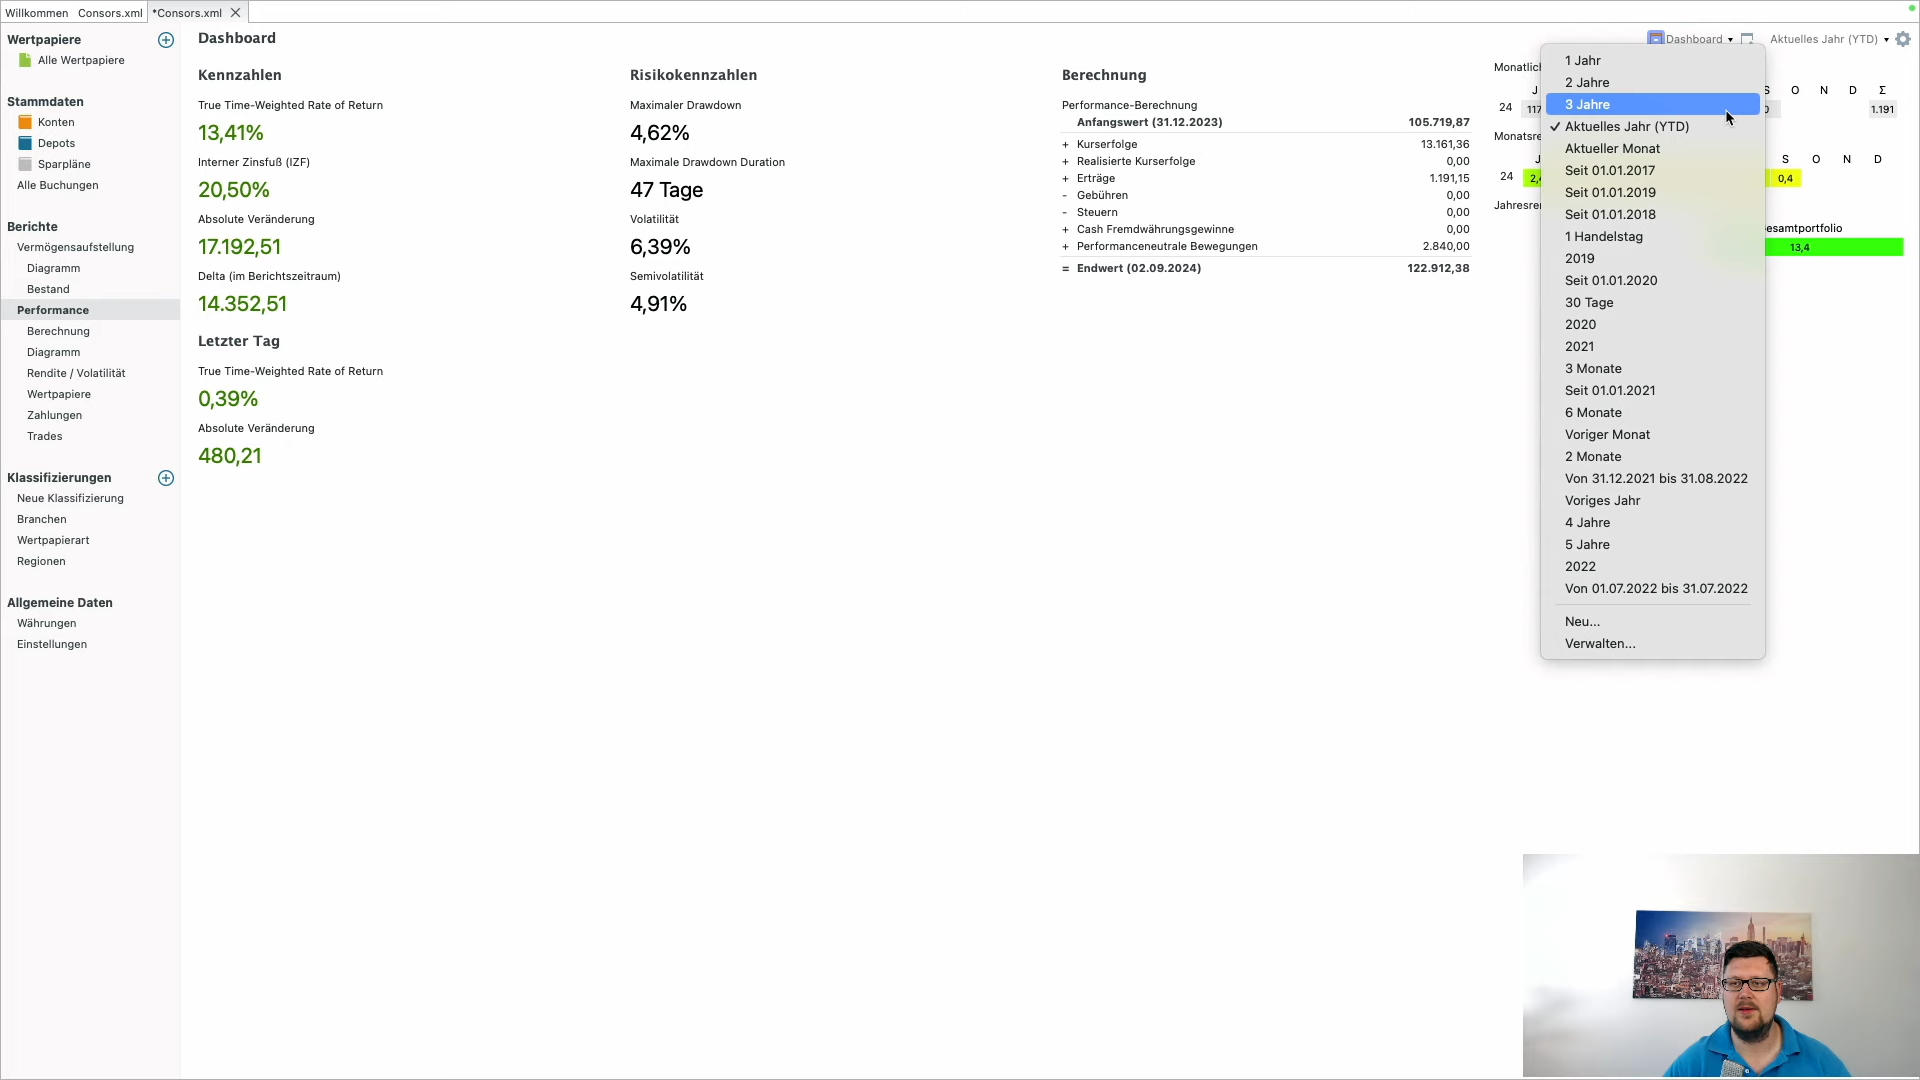 Willkommen Consors.xml *Consors.xml
Wertpapiere
Alle Wertpapiere
Stammdaten
Konten
Depots
Sparpläne
Alle Buchungen
Berichte
Vermögensaufstellung
Diagramm
Bestand
Performance
Berechnung
Diagramm
Rendite / Volatilität
Wertpapiere
Zahlungen
Trades
Klassifizierungen
Neue Klassifizierung
Branchen
Wertpapierart
Regionen
Allgemeine Daten
Währungen
Einstellungen
Dashboard
Dashboard Aktuelles Jahr (YTD)
Kennzahlen
True Time-Weighted Rate of Return
13,41%
Interner Zinsfuß (IZF)
20,50%
Absolute Veränderung
17.192,51
Delta (im Berichtszeitraum)
14.352,51
Letzter Tag
True Time-Weighted Rate of Return
0,39%
Absolute Veränderung
480,21
Risikokennzahlen
Maximaler Drawdown
4,62%
Maximale Drawdown Duration
47 Tage
Volatilität
6,39%
Semivolatilität
4,91%
Berechnung
Performance-Berechnung
Anfangswert (31.12.2023) 105.719,87
+ Kurserfolge 13.161,36
+ Realisierte Kurserfolge 0,00
+ Erträge 1.191,15
- Gebühren 0,00
- Steuern 0,00
+ Cash Fremdwährungsgewinne 0,00
+ Performanceneutrale Bewegungen 2.840,00
= Endwert (02.09.2024) 122.912,38
Monatlich
J S O N D Σ
24 117 0 1.191
Monatsre
J S O N D
24 2, 0,4
Jahresre
esamtportfolio
13,4
1 Jahr
2 Jahre
3 Jahre
✓ Aktuelles Jahr (YTD)
Aktueller Monat
Seit 01.01.2017
Seit 01.01.2019
Seit 01.01.2018
1 Handelstag
2019
Seit 01.01.2020
30 Tage
2020
2021
3 Monate
Seit 01.01.2021
6 Monate
Voriger Monat
2 Monate
Von 31.12.2021 bis 31.08.2022
Voriges Jahr
4 Jahre
5 Jahre
2022
Von 01.07.2022 bis 31.07.2022
Neu...
Verwalten...